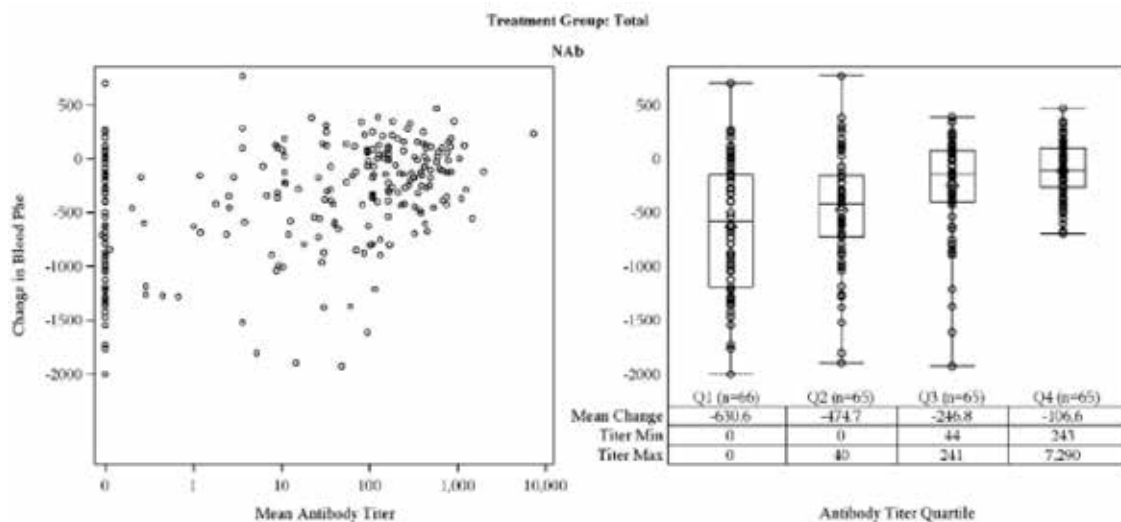 Treatment Group: Total
NAb
Change in Blood Phe
500
0
-500
-1000
-1500
-2000
0 1 10 100 1,000 10,000
Mean Antibody Titer
500
0
-500
-1000
-1500
-2000
Q1 (n=66) Q2 (n=65) Q3 (n=65) Q4 (n=65)
Mean Change -630.6 -474.7 -246.8 -106.6
Titer Min 0 0 44 243
Titer Max 0 40 241 7,290
Antibody Titer Quartile